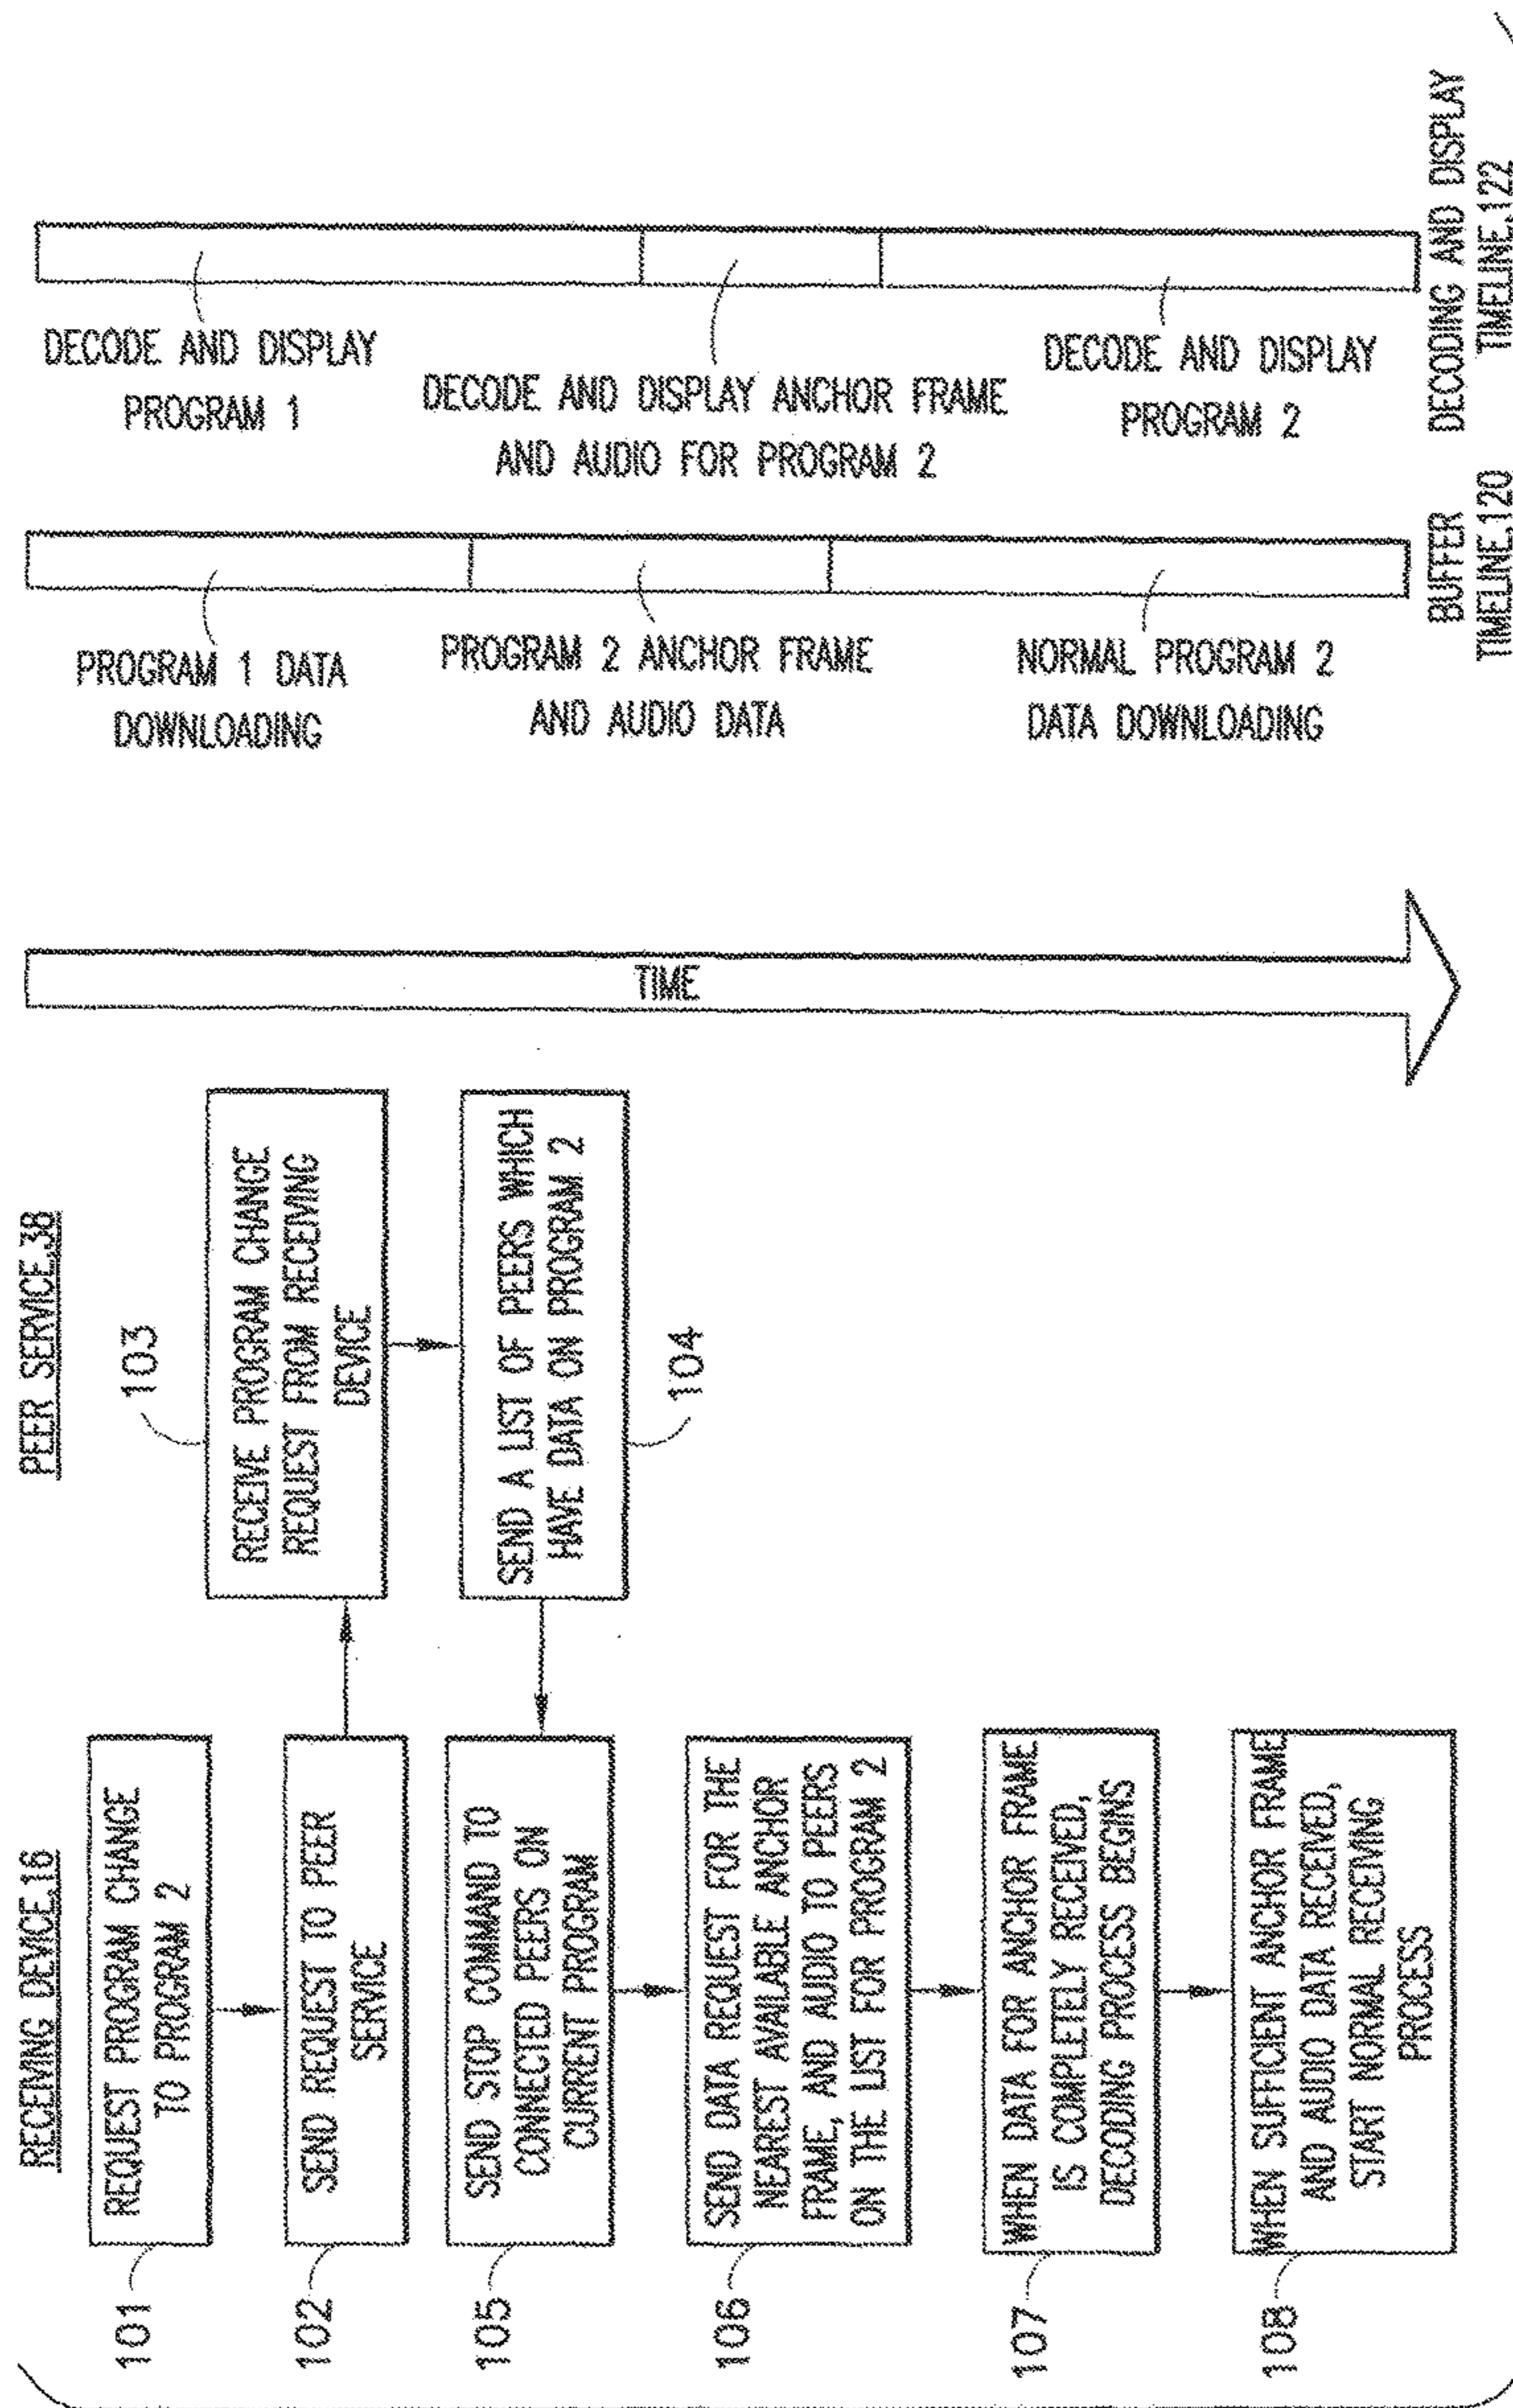 RECEIVING DEVICE,16
101
REQUEST PROGRAM CHANGE
TO PROGRAM 2
102
SEND REQUEST TO PEER
SERVICE
PEER SERVICE,38
103
RECEIVE PROGRAM CHANGE
REQUEST FROM RECEIVING
DEVICE
SEND A LIST OF PEERS WHICH
HAVE DATA ON PROGRAM 2
104
105
SEND STOP COMMAND TO
CONNECTED PEERS ON
CURRENT PROGRAM
106
SEND DATA REQUEST FOR THE
NEAREST AVAILABLE ANCHOR
FRAME, AND AUDIO TO PEERS
ON THE LIST FOR PROGRAM 2
107
WHEN DATA FOR ANCHOR FRAME
IS COMPLETELY RECEIVED,
DECODING PROCESS BEGINS
108
WHEN SUFFICIENT ANCHOR FRAME
AND AUDIO DATA RECEIVED,
START NORMAL RECEIVING
PROCESS
TIME
PROGRAM 1 DATA
DOWNLOADING
PROGRAM 2 ANCHOR FRAME
AND AUDIO DATA
NORMAL PROGRAM 2
DATA DOWNLOADING
BUFFER
TIMELINE,120
DECODE AND DISPLAY
PROGRAM 1
DECODE AND DISPLAY ANCHOR FRAME
AND AUDIO FOR PROGRAM 2
DECODE AND DISPLAY
PROGRAM 2
DECODING AND DISPLAY
TIMELINE,122